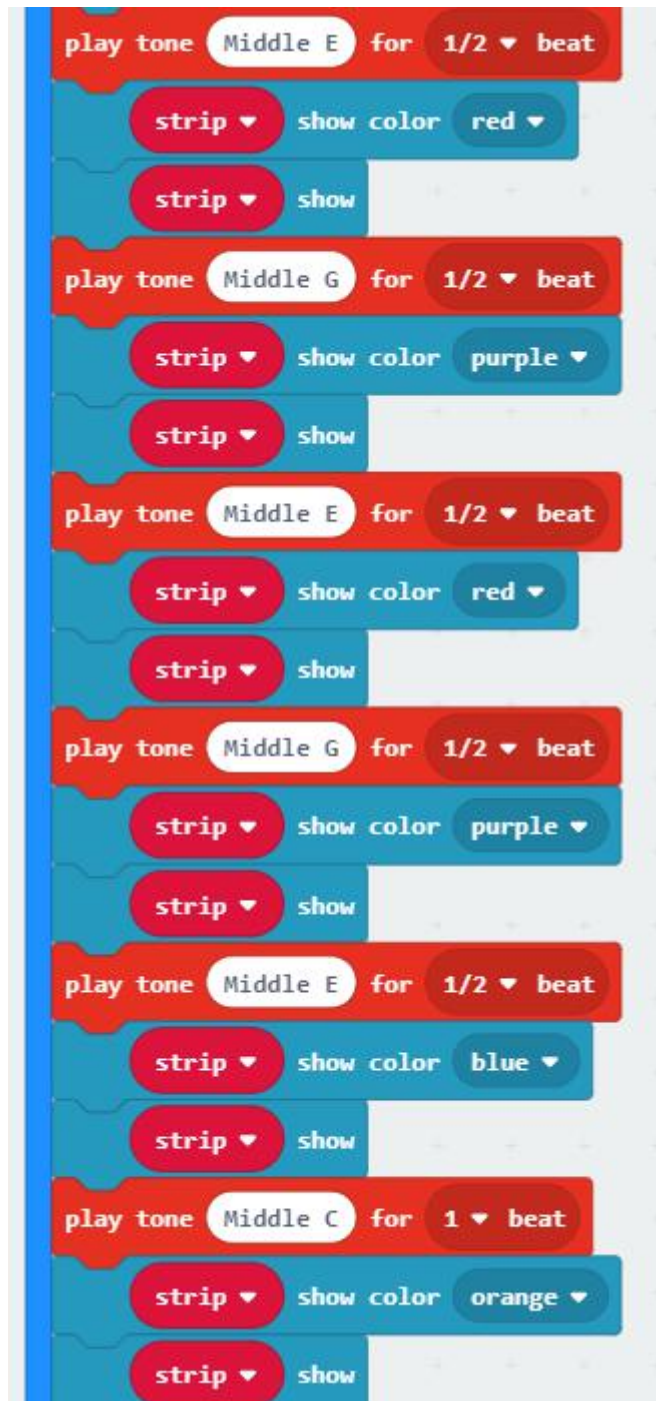 play tone Middle E for 1/2 beat
strip show color red
strip show
play tone Middle G for 1/2 beat
strip show color purple
strip show
play tone Middle E for 1/2 beat
strip show color red
strip show
play tone Middle G for 1/2 beat
strip show color purple
strip show
play tone Middle E for 1/2 beat
strip show color blue
strip show
play tone Middle C for 1 beat
strip show color orange
strip show